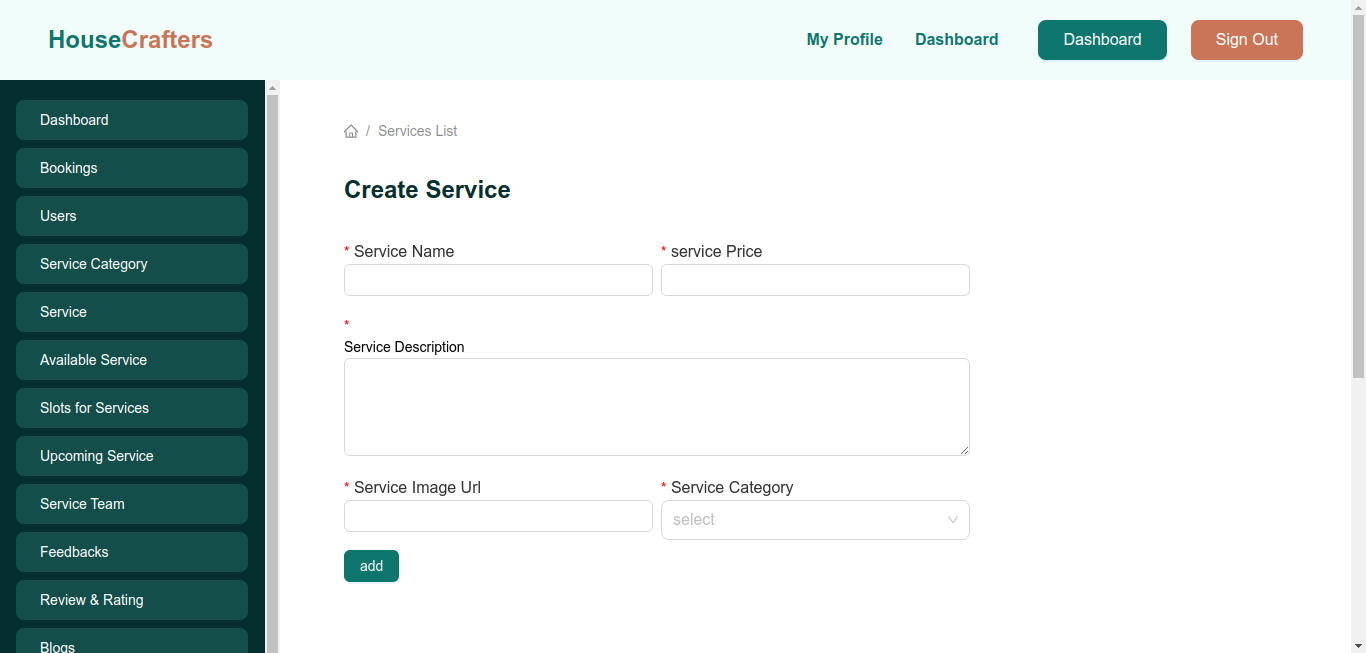 HouseCrafters
My Profile
Dashboard
Dashboard
Sign Out
Dashboard
Bookings
Users
Service Category
Service
Available Service
Slots for Services
Upcoming Service
Service Team
Feedbacks
Review & Rating
Blogs
/ Services List
Create Service
* Service Name
* service Price
*
Service Description
* Service Image Url
* Service Category
select
add